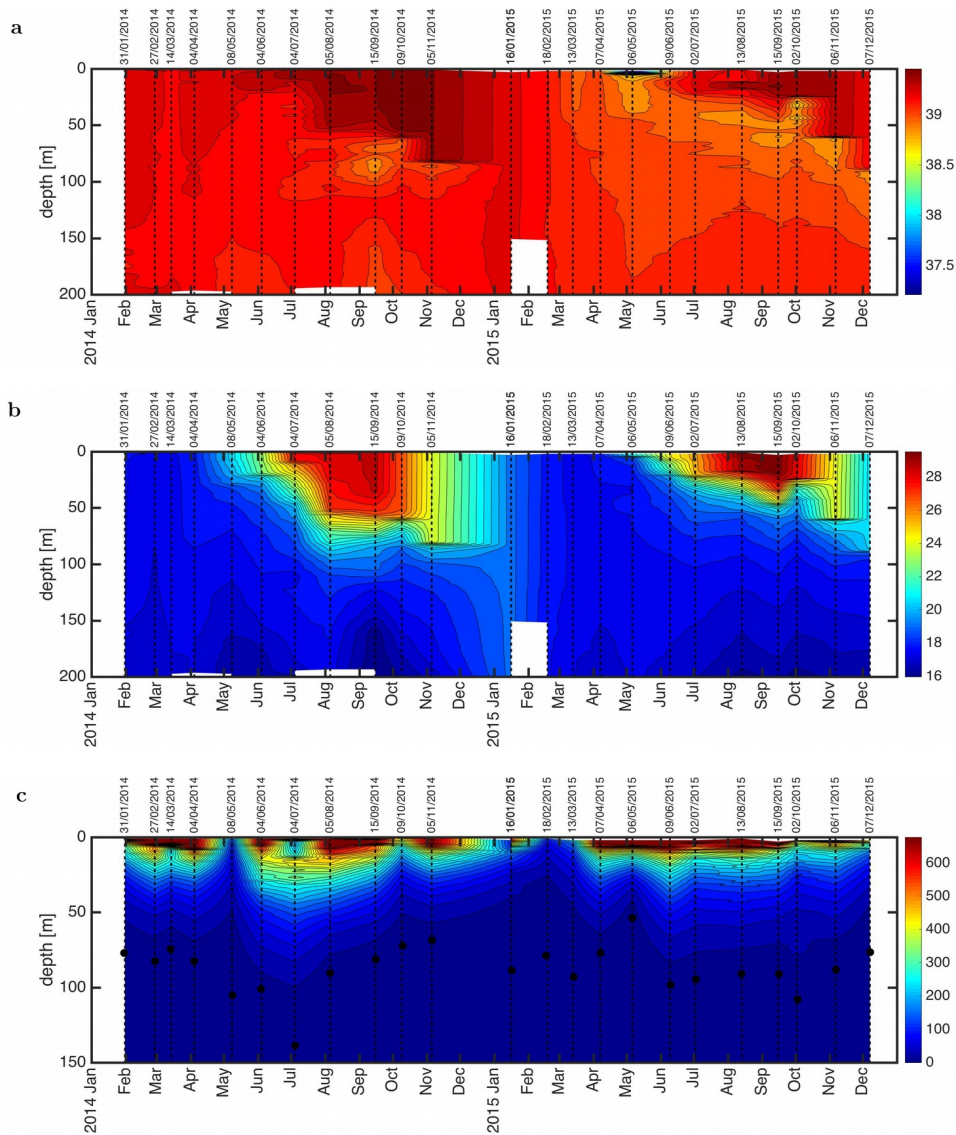 a
31/01/2014 27/02/2014 14/03/2014 04/04/2014 08/05/2014 04/06/2014 04/07/2014 05/08/2014 15/09/2014 09/10/2014 05/11/2014 16/01/2015 18/02/2015 13/03/2015 07/04/2015 06/05/2015 09/06/2015 02/07/2015 13/08/2015 15/09/2015 02/10/2015 06/11/2015 07/12/2015
depth [m]
0
50
100
150
200
39
38.5
38
37.5
2014 Jan Feb Mar Apr May Jun Jul Aug Sep Oct Nov Dec 2015 Jan Feb Mar Apr May Jun Jul Aug Sep Oct Nov Dec
b
31/01/2014 27/02/2014 14/03/2014 04/04/2014 08/05/2014 04/06/2014 04/07/2014 05/08/2014 15/09/2014 09/10/2014 05/11/2014 16/01/2015 18/02/2015 13/03/2015 07/04/2015 06/05/2015 09/06/2015 02/07/2015 13/08/2015 15/09/2015 02/10/2015 06/11/2015 07/12/2015
depth [m]
0
50
100
150
200
28
26
24
22
20
18
16
2014 Jan Feb Mar Apr May Jun Jul Aug Sep Oct Nov Dec 2015 Jan Feb Mar Apr May Jun Jul Aug Sep Oct Nov Dec
c
31/01/2014 27/02/2014 14/03/2014 04/04/2014 08/05/2014 04/06/2014 04/07/2014 05/08/2014 15/09/2014 09/10/2014 05/11/2014 16/01/2015 18/02/2015 13/03/2015 07/04/2015 06/05/2015 09/06/2015 02/07/2015 13/08/2015 15/09/2015 02/10/2015 06/11/2015 07/12/2015
depth [m]
0
50
100
150
600
500
400
300
200
100
0
2014 Jan Feb Mar Apr May Jun Jul Aug Sep Oct Nov Dec 2015 Jan Feb Mar Apr May Jun Jul Aug Sep Oct Nov Dec